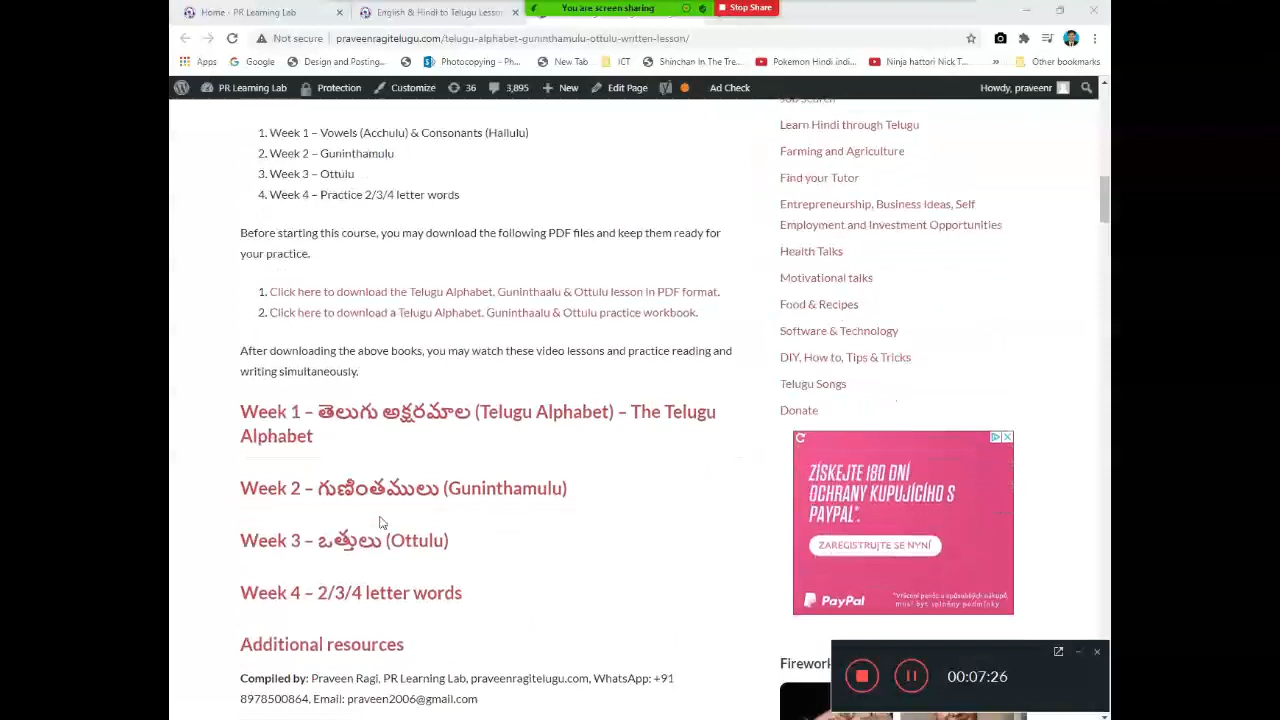 Home - PR Learning Lab
English & Hindi to Telugu Lesson
You are screen sharing
Stop Share
Not secure
praveenragitelugu.com/telugu-alphabet-guninthamulu-ottulu-written-lesson/
Apps
Google
Design and Posting...
Photocopying – Ph...
New Tab
ICT
Shinchan In The Tre...
Pokemon Hindi indi...
Ninja hattori Nick T...
»
Other bookmarks
PR Learning Lab
Protection
Customize
36
3,895
New
Edit Page
Ad Check
Howdy, praveenr
Job Search
1. Week 1 – Vowels (Acchulu) & Consonants (Hallulu)
2. Week 2 – Guninthamulu
3. Week 3 – Ottulu
4. Week 4 – Practice 2/3/4 letter words
Before starting this course, you may download the following PDF files and keep them ready for
your practice.
1. Click here to download the Telugu Alphabet, Guninthaalu & Ottulu lesson in PDF format.
2. Click here to download a Telugu Alphabet, Guninthaalu & Ottulu practice workbook.
After downloading the above books, you may watch these video lessons and practice reading and
writing simultaneously.
Week 1 – తెలుగు అక్షరమాల (Telugu Alphabet) – The Telugu
Alphabet
Week 2 – గుణింతములు (Guninthamulu)
Week 3 – ఒత్తులు (Ottulu)
Week 4 – 2/3/4 letter words
Additional resources
Compiled by: Praveen Ragi, PR Learning Lab, praveenragitelugu.com, WhatsApp: +91
8978500864, Email: praveen2006@gmail.com
Learn Hindi through Telugu
Farming and Agriculture
Find your Tutor
Entrepreneurship, Business Ideas, Self
Employment and Investment Opportunities
Health Talks
Motivational talks
Food & Recipes
Software & Technology
DIY, How to, Tips & Tricks
Telugu Songs
Donate
ZÍSKEJTE 180 DNÍ
OCHRANY KUPUJÍCÍHO S
PAYPAL*.
ZAREGISTRUJTE SE NYNÍ
PayPal
*Vrácení peněz u způsobilých nákupů,
musí být splněny podmínky
Firework
00:07:26